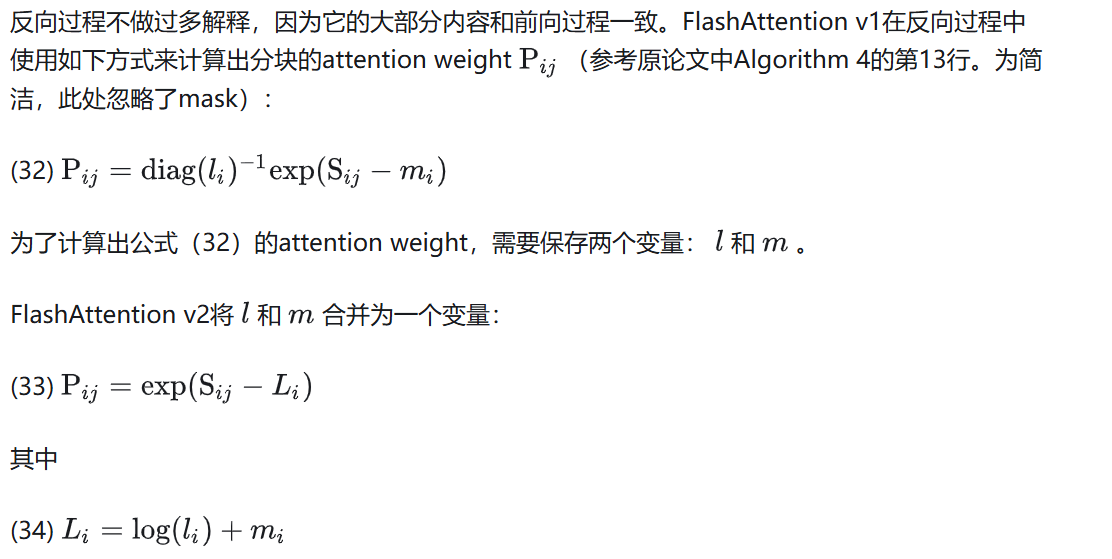 反向过程不做过多解释，因为它的大部分内容和前向过程一致。FlashAttention v1在反向过程中
使用如下方式来计算出分块的attention weight P_{ij} （参考原论文中Algorithm 4的第13行。为简
洁，此处忽略了mask）：
(32) P_{ij} = diag(l_i)^{-1}exp(S_{ij} − m_i)
为了计算出公式（32）的attention weight，需要保存两个变量： l 和 m 。
FlashAttention v2将 l 和 m 合并为一个变量：
(33) P_{ij} = exp(S_{ij} − L_i)
其中
(34) L_i = log(l_i) + m_i